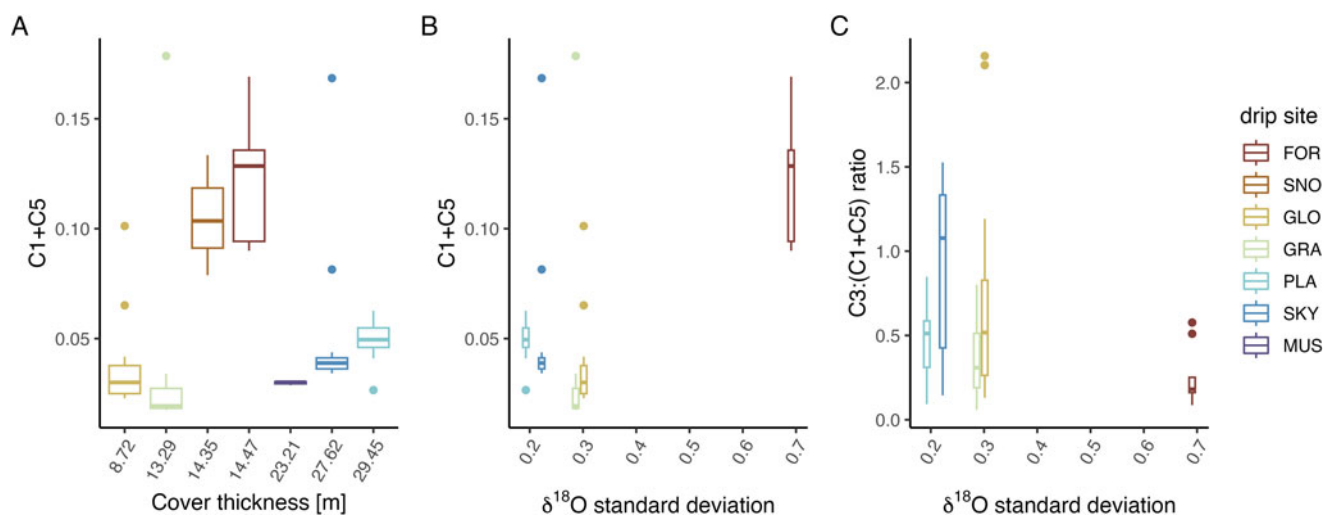 A
C1+C5
0.15
0.10
0.05
8.72
13.29
14.35
14.47
23.21
27.62
29.45
Cover thickness [m]
B
C1+C5
0.15
0.10
0.05
0.2
0.3
0.4
0.5
0.6
0.7
δ¹⁸O standard deviation
C
C3:(C1+C5) ratio
2.0
1.5
1.0
0.5
0.0
0.2
0.3
0.4
0.5
0.6
0.7
δ¹⁸O standard deviation
drip site
FOR
SNO
GLO
GRA
PLA
SKY
MUS